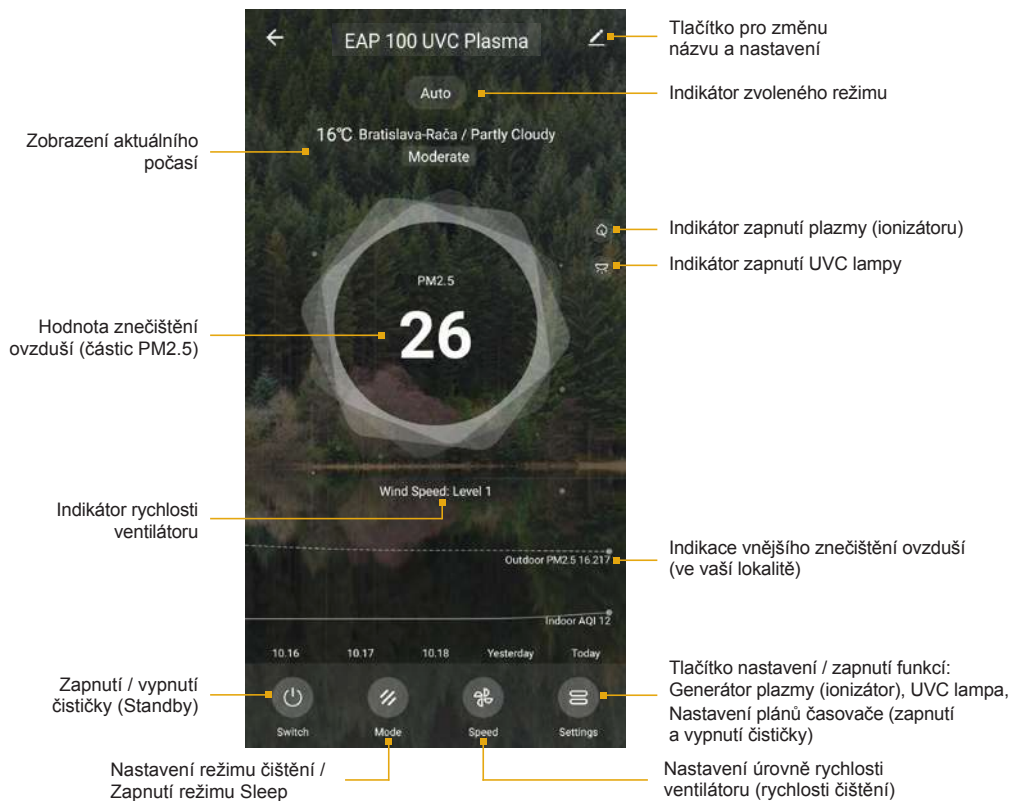 EAP 100 UVC Plasma
Tlačítko pro změnu
názvu a nastavení
Auto
Indikátor zvoleného režimu
Zobrazení aktuálního
počasí
16℃ Bratislava-Rača / Partly Cloudy
Moderate
Indikátor zapnutí plazmy (ionizátoru)
Indikátor zapnutí UVC lampy
PM2.5
26
Hodnota znečištění
ovzduší (částic PM2.5)
Wind Speed: Level 1
Indikátor rychlosti
ventilátoru
Outdoor PM2.5 16.217
Indikace vnějšího znečištění ovzduší
(ve vaší lokalitě)
Indoor AQI 12
10.16 10.17 10.18 Yesterday Today
Zapnutí / vypnutí
čističky (Standby)
Switch Mode Speed Settings
Tlačítko nastavení / zapnutí funkcí:
Generátor plazmy (ionizátor), UVC lampa,
Nastavení plánů časovače (zapnutí
a vypnutí čističky)
Nastavení režimu čištění /
Zapnutí režimu Sleep
Nastavení úrovně rychlosti
ventilátoru (rychlosti čištění)